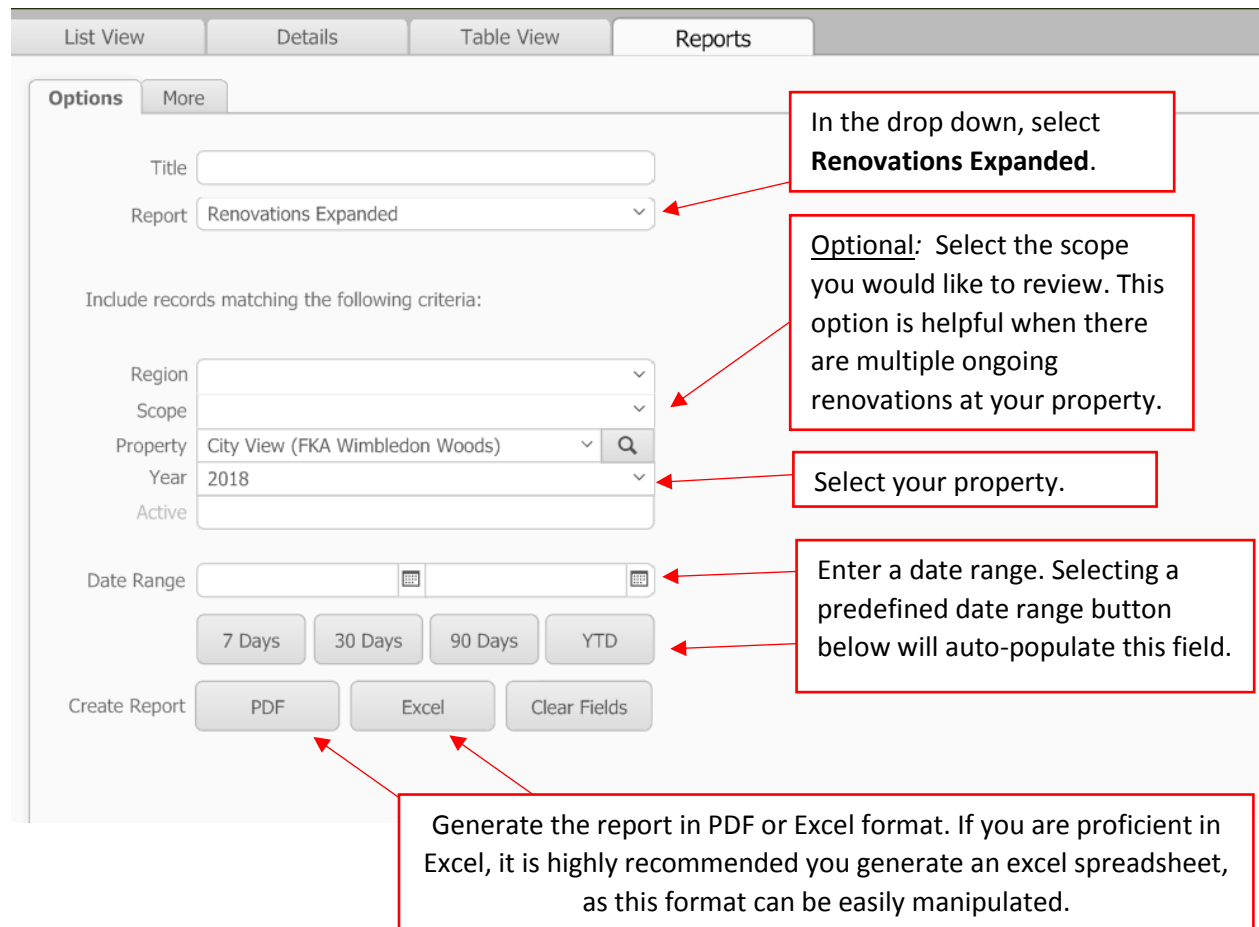 List View Details Table View Reports
Options More
In the drop down, select
Renovations Expanded.
Title
Report Renovations Expanded
Optional: Select the scope
you would like to review. This
option is helpful when there
are multiple ongoing
renovations at your property.
Include records matching the following criteria:
Region
Scope
Property City View (FKA Wimbledon Woods)
Year 2018
Select your property.
Active
Date Range
Enter a date range. Selecting a
predefined date range button
below will auto-populate this field.
7 Days 30 Days 90 Days YTD
Create Report PDF Excel Clear Fields
Generate the report in PDF or Excel format. If you are proficient in
Excel, it is highly recommended you generate an excel spreadsheet,
as this format can be easily manipulated.